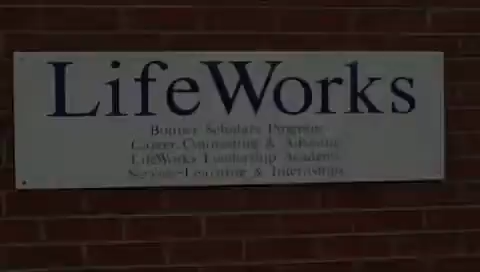 LifeWorks
Bonner Scholars Program
Career Counseling & Advising
LifeWorks Leadership Academy
Service-Learning & Internships